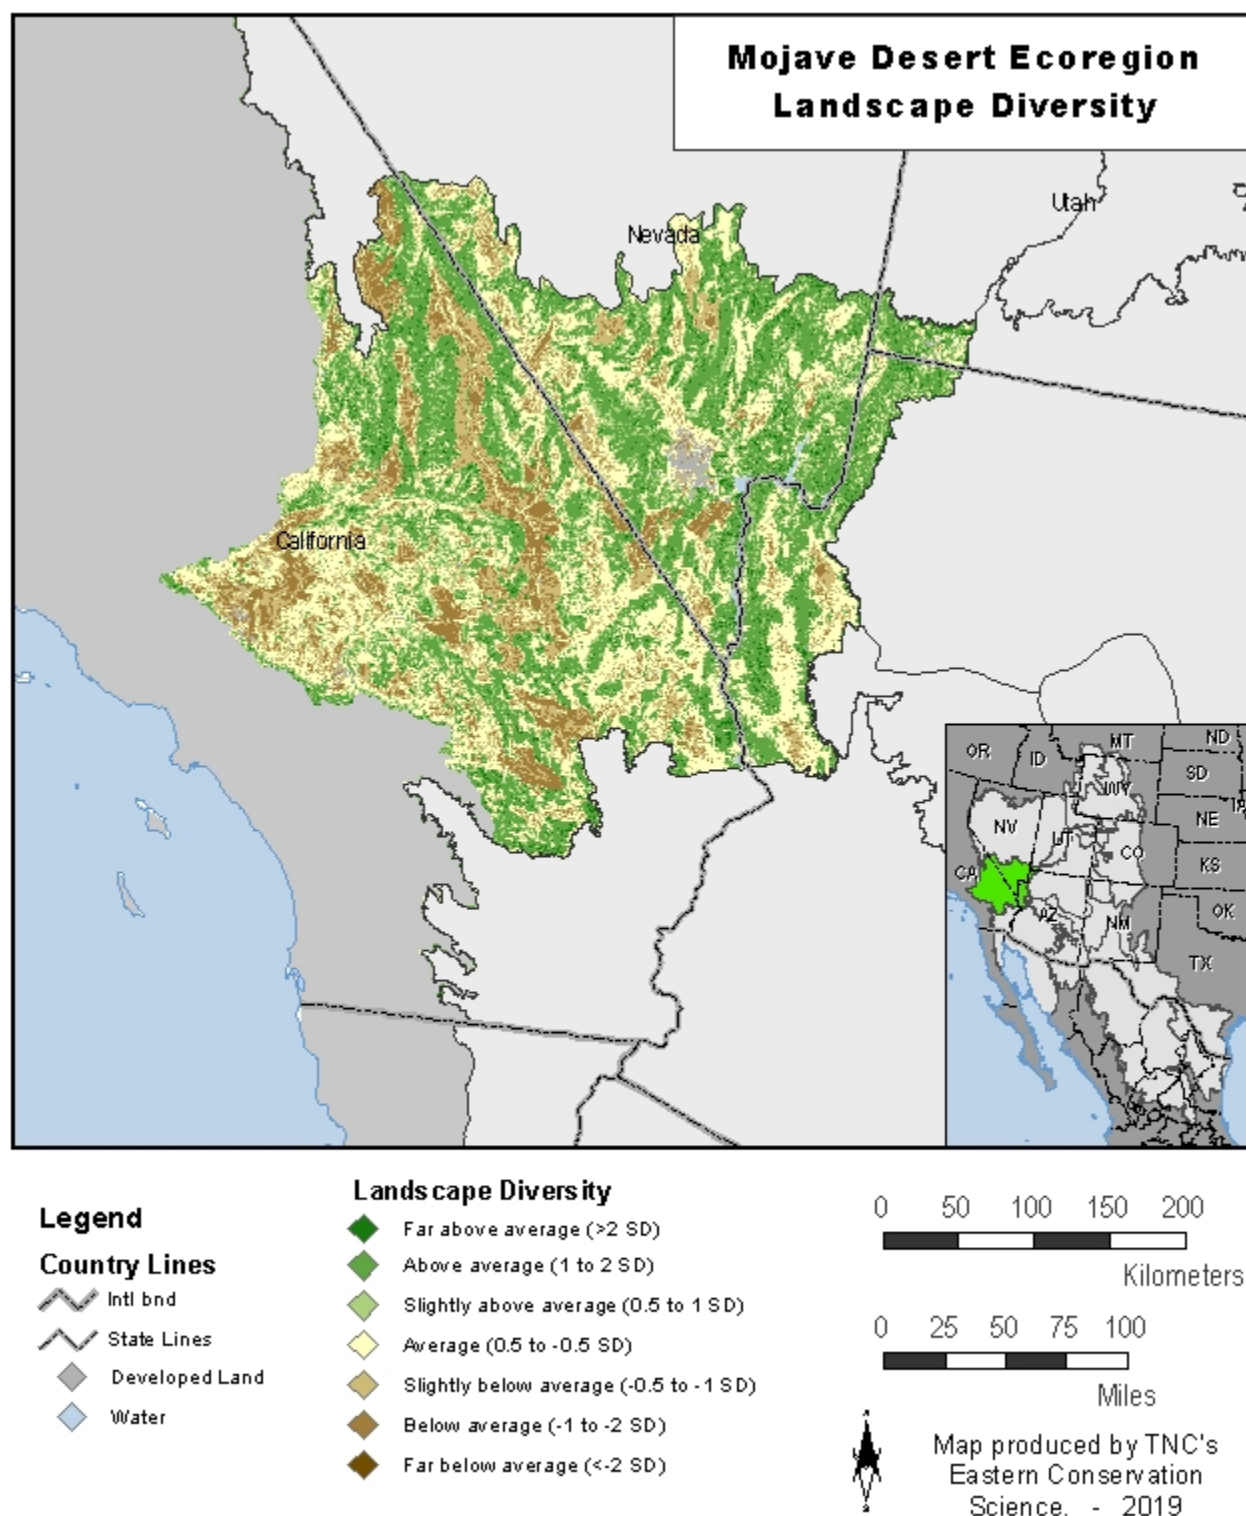 Mojave Desert Ecoregion
Landscape Diversity
Utah
Nevada
California
OR
ID
MT
ND
SD
WY
NE
IA
NV
UT
CO
KS
CA
OK
AZ
NM
TX
Legend
Country Lines
Intl bnd
State Lines
Developed Land
Water
Landscape Diversity
Far above average (>2 SD)
Above average (1 to 2 SD)
Slightly above average (0.5 to 1 SD)
Average (0.5 to -0.5 SD)
Slightly below average (-0.5 to -1 SD)
Below average (-1 to -2 SD)
Far below average (<-2 SD)
0 50 100 150 200
Kilometers
0 25 50 75 100
Miles
Map produced by TNC's
Eastern Conservation
Science. - 2019